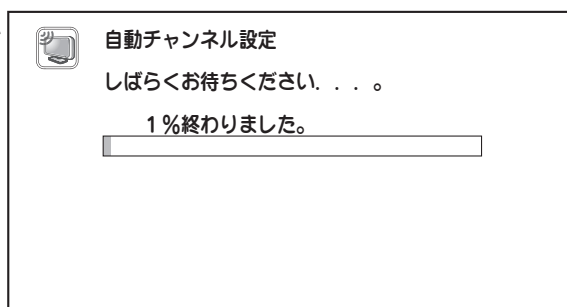 自動チャンネル設定
しばらくお待ちください．．．。
１％終わりました。